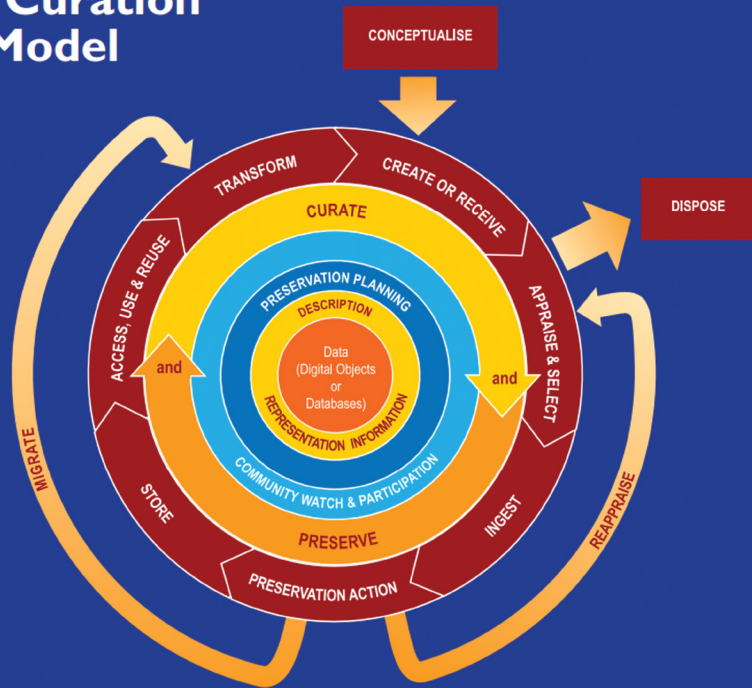 Curation
Model
CONCEPTUALISE
TRANSFORM
CREATE OR RECEIVE
DISPOSE
CURATE
ACCESS, USE & REUSE
PRESERVATION PLANNING
DESCRIPTION
APPRAISE & SELECT
Data
(Digital Objects
or
Databases)
and
and
REPRESENTATION INFORMATION
COMMUNITY WATCH & PARTICIPATION
MIGRATE
STORE
INGEST
REAPPRAISE
PRESERVE
PRESERVATION ACTION